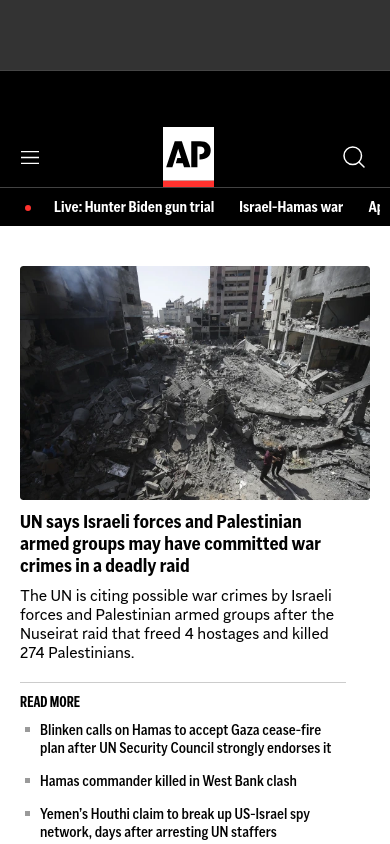 AP
Live: Hunter Biden gun trial Israel-Hamas war
UN says Israeli forces and Palestinian
armed groups may have committed war
crimes in a deadly raid
The UN is citing possible war crimes by Israeli
forces and Palestinian armed groups after the
Nuseirat raid that freed 4 hostages and killed
274 Palestinians.
READ MORE
Blinken calls on Hamas to accept Gaza cease-fire
plan after UN Security Council strongly endorses it
Hamas commander killed in West Bank clash
Yemen’s Houthi claim to break up US-Israel spy
network, days after arresting UN staffers